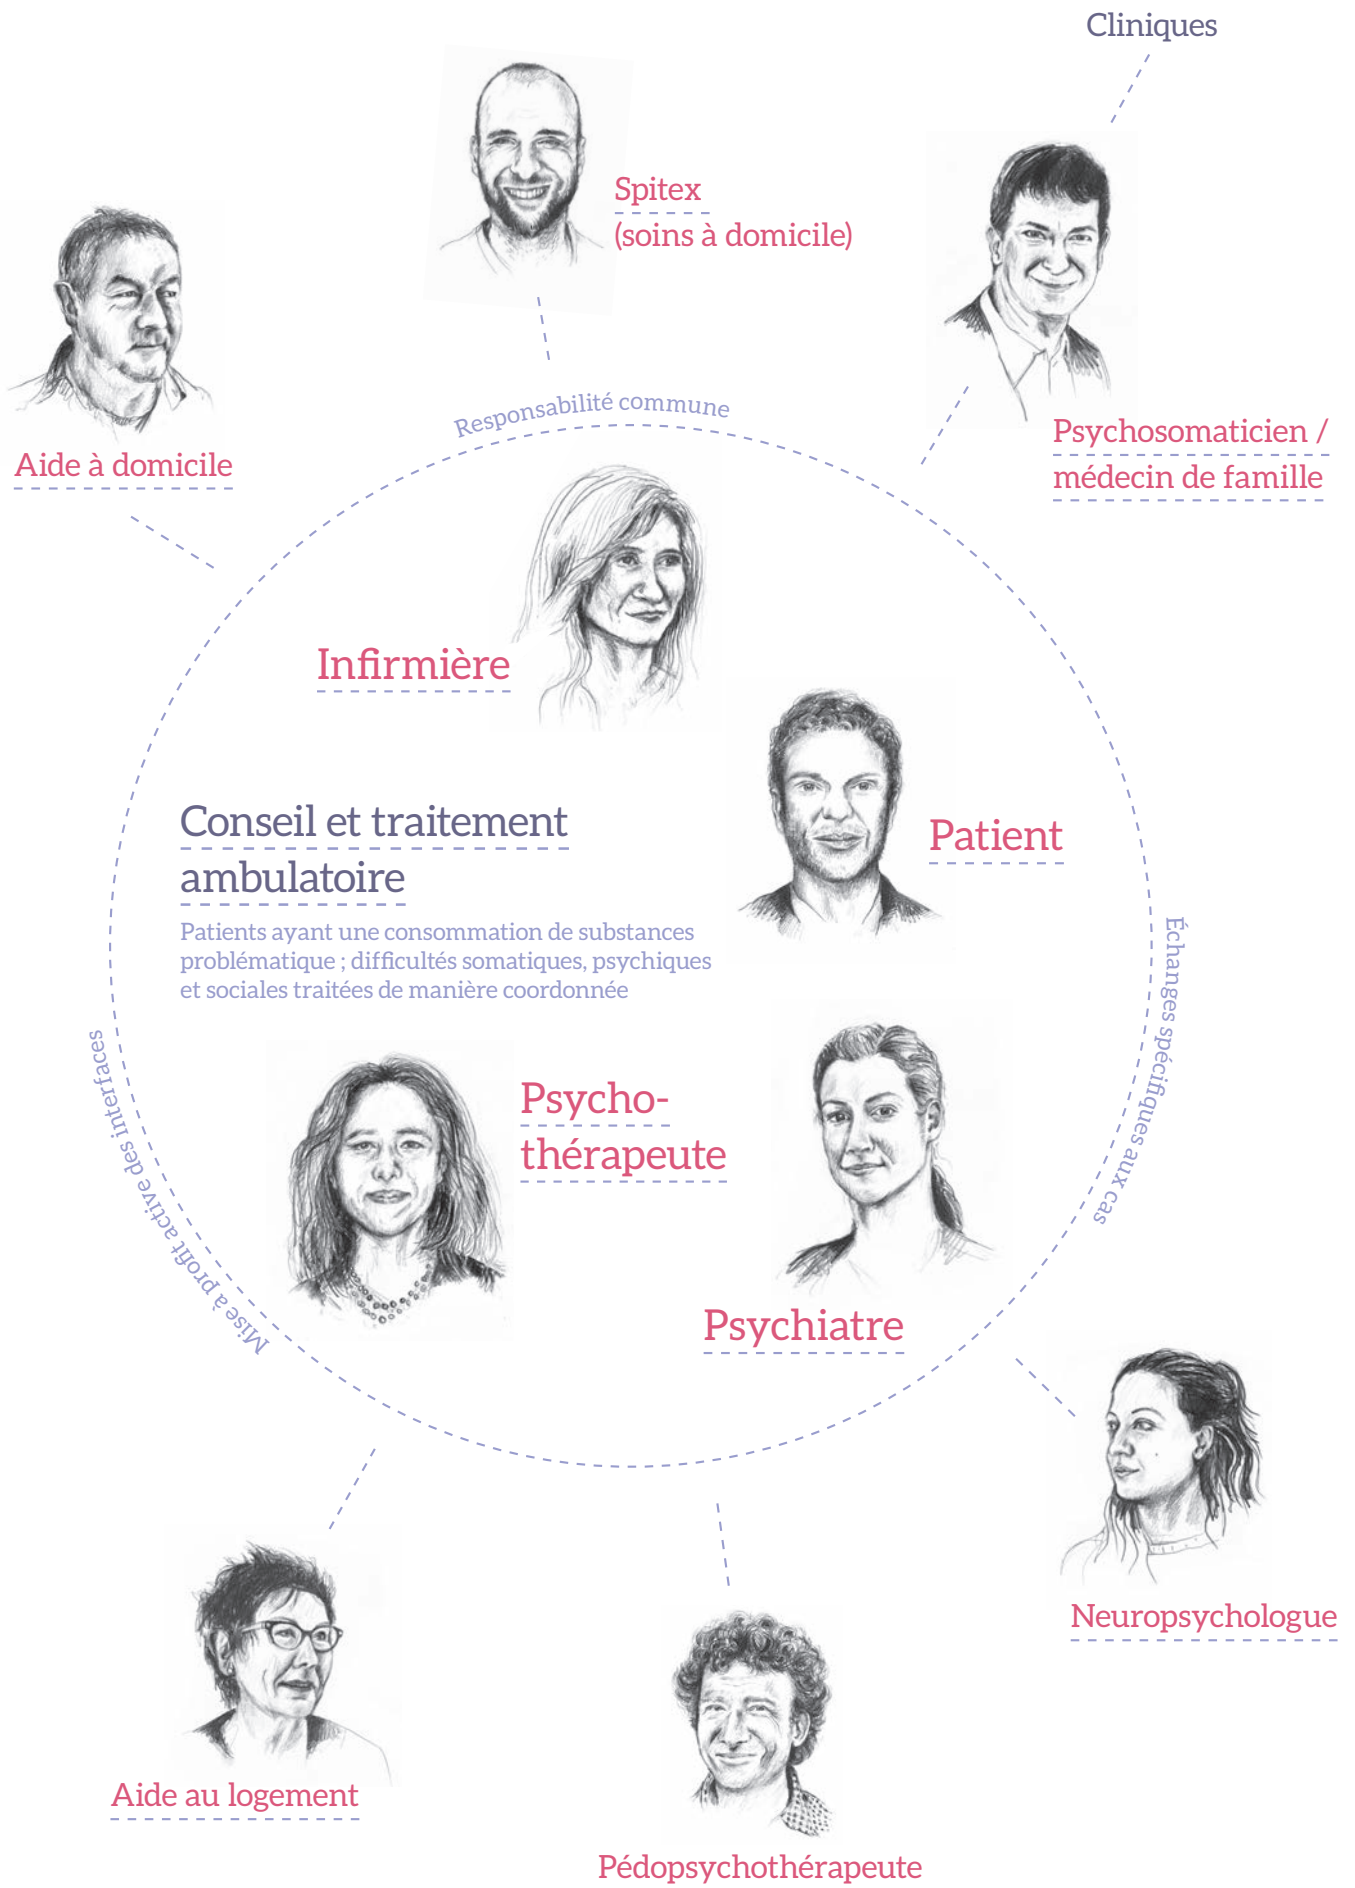 Cliniques
Spitex
(soins à domicile)
Psychosomaticien /
médecin de famille
Aide à domicile
Responsabilité commune
Infirmière
Patient
Conseil et traitement
ambulatoire
Patients ayant une consommation de substances
problématique ; difficultés somatiques, psychiques
et sociales traitées de manière coordonnée
Échanges spécifiques aux cas
Mise à profit active des interfaces
Psycho-
thérapeute
Psychiatre
Neuropsychologue
Aide au logement
Pédopsychothérapeute